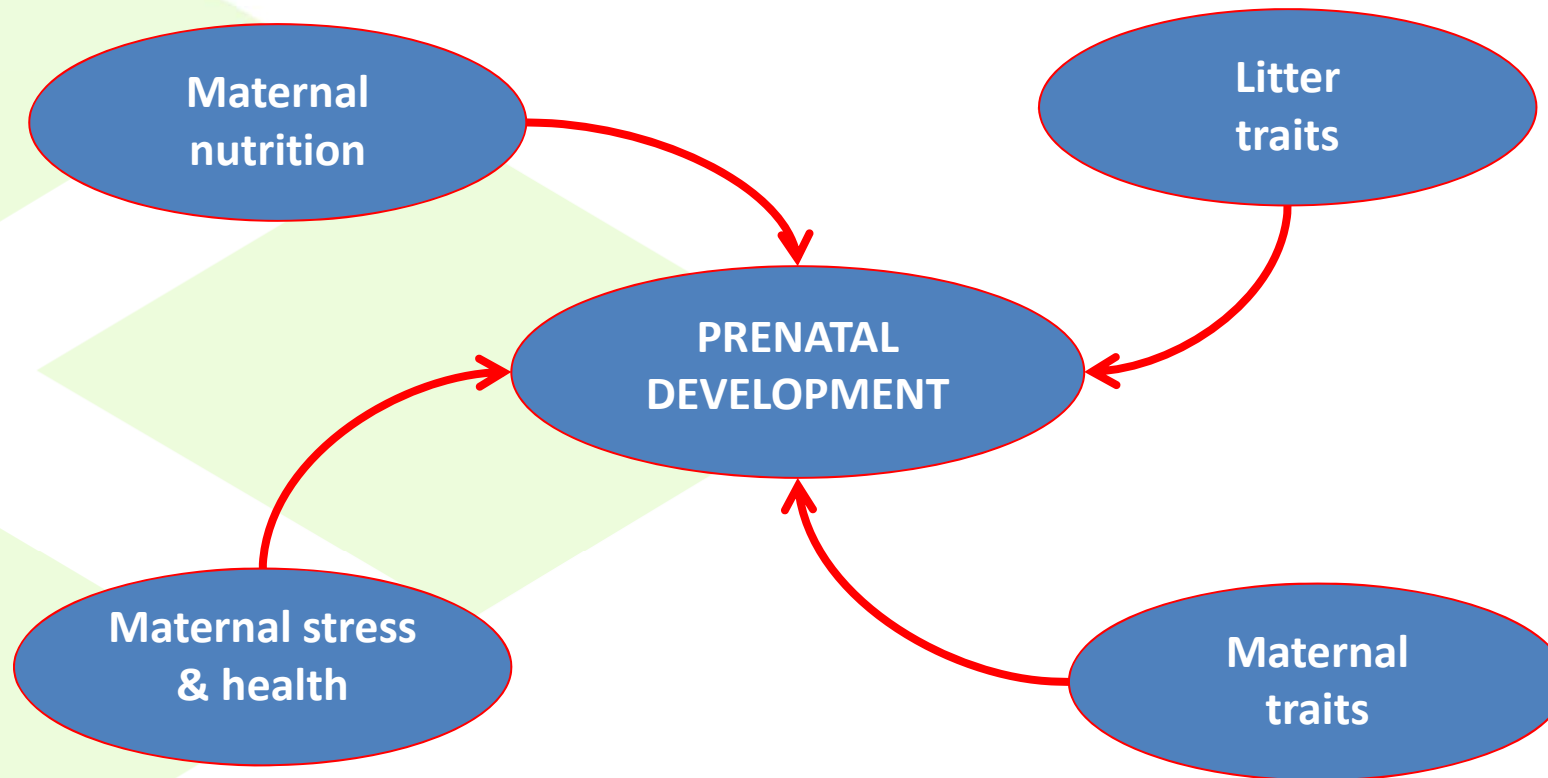 Maternal
nutrition
Litter
traits
PRENATAL
DEVELOPMENT
Maternal stress
& health
Maternal
traits